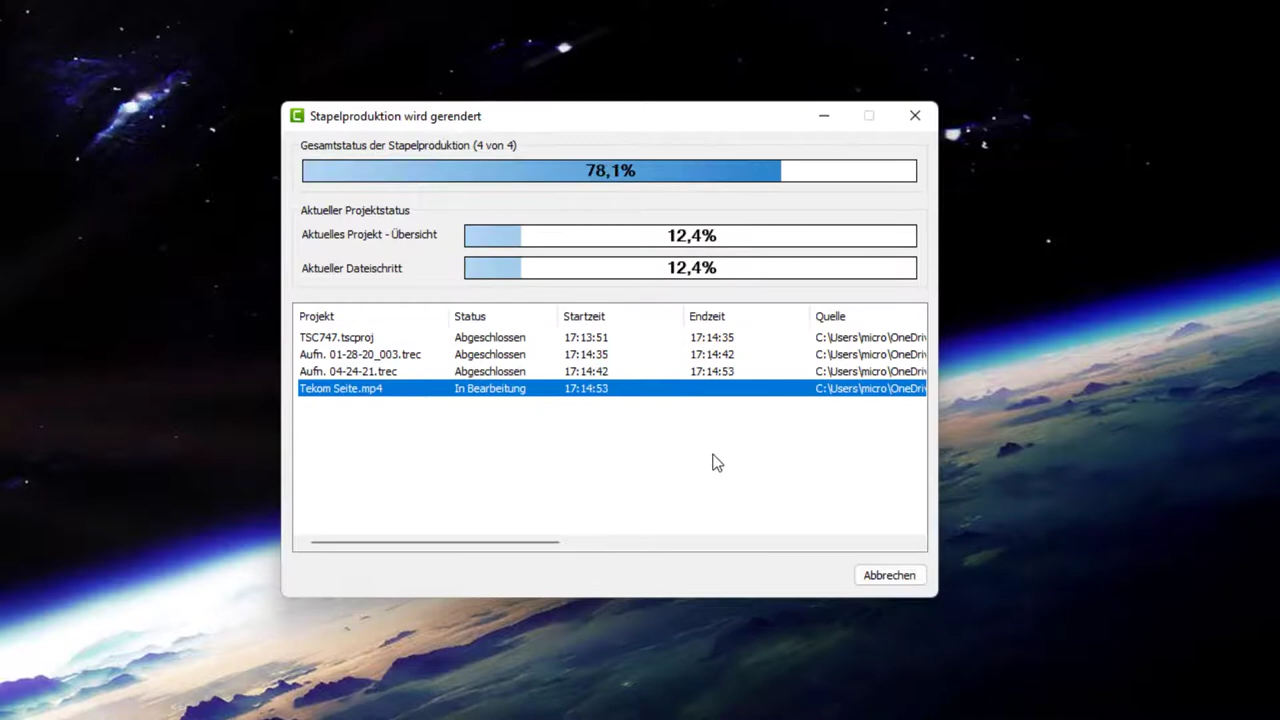 Stapelproduktion wird gerendert
Gesamtstatus der Stapelproduktion (4 von 4)
78,1%
Aktueller Projektstatus
Aktuelles Projekt - Übersicht 12,4%
Aktueller Dateischritt 12,4%
Projekt Status Startzeit Endzeit Quelle
TSC747.tscproj Abgeschlossen 17:13:51 17:14:35 C:\Users\micro\OneDri
Aufn. 01-28-20_003.trec Abgeschlossen 17:14:35 17:14:42 C:\Users\micro\OneDri
Aufn. 04-24-21.trec Abgeschlossen 17:14:42 17:14:53 C:\Users\micro\OneDri
Tekom Seite.mp4 In Bearbeitung 17:14:53 C:\Users\micro\OneDri
Abbrechen